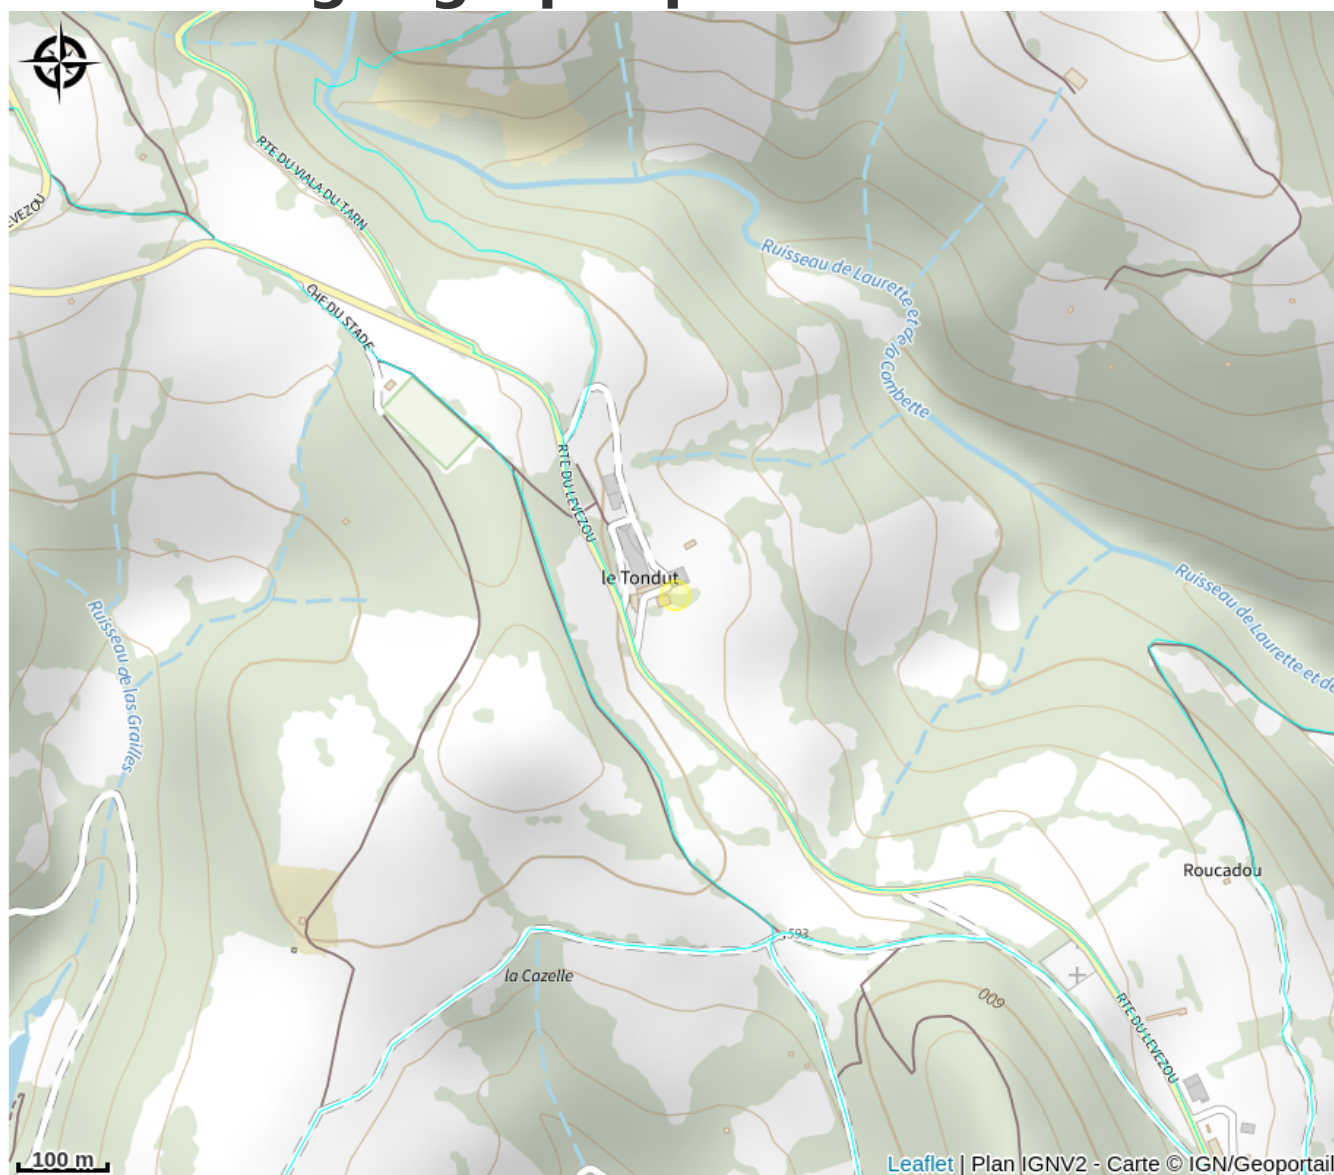 RTE DU VIALA DU TARN
EVEZOU
Ruisseau de Laurette et de la Combette
CHE DU STADE
RTE DU LEVEZOU
le Tondut
Ruisseau de Laurette et de
Ruisseau de las Grailles
Roucadou
593
la Cazelle
600
RTE DU LEVEZOU
100 m
Leaflet | Plan IGNV2 - Carte © IGN/Geoportail